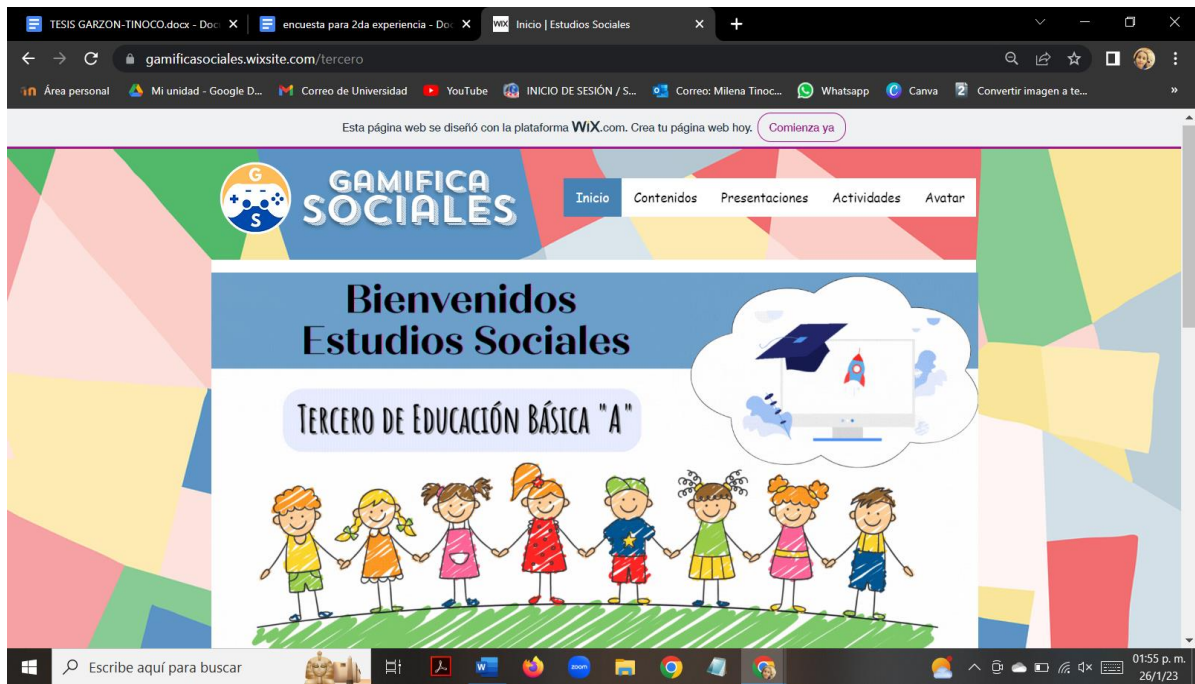 TESIS GARZON-TINOCO.docx - Doc
encuesta para 2da experiencia - Doc
WIX Inicio | Estudios Sociales
gamificasociales.wixsite.com/tercero
Área personal
Mi unidad - Google D...
Correo de Universidad
YouTube
INICIO DE SESIÓN / S...
Correo: Milena Tinoc...
Whatsapp
Canva
Convertir imagen a te...
»
Esta página web se diseñó con la plataforma WiX.com. Crea tu página web hoy. Comienza ya
G
S
GAMIFICA
SOCIALES
Inicio Contenidos Presentaciones Actividades Avatar
Bienvenidos
Estudios Sociales
TERCERO DE EDUCACIÓN BÁSICA "A"
Escribe aquí para buscar
zoom
01:55 p. m.
26/1/23